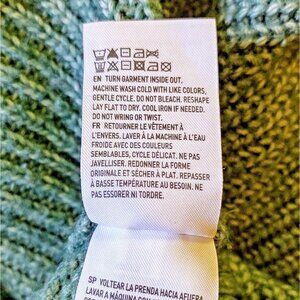 EN TURN GARMENT INSIDE OUT,
MACHINE WASH COLD WITH LIKE COLORS,
GENTLE CYCLE. DO NOT BLEACH. RESHAPE
LAY FLAT TO DRY. COOL IRON IF NEEDED.
DO NOT WRING OR TWIST.
FR RETOURNER LE VÊTEMENT À
L'ENVERS. LAVER À LA MACHINE À L'EAU
FROIDE AVEC DES COULEURS
SEMBLABLES, CYCLE DÉLICAT. NE PAS
JAVELLISER. REDONNER LA FORME
ORIGINALE ET SÉCHER À PLAT. REPASSER
À BASSE TEMPÉRATURE AU BESOIN. NE
PAS ESSORER NI TORDRE.
SP VOLTEAR LA PRENDA HACIA AFUERA
LAVAR A MÁQUINA CON